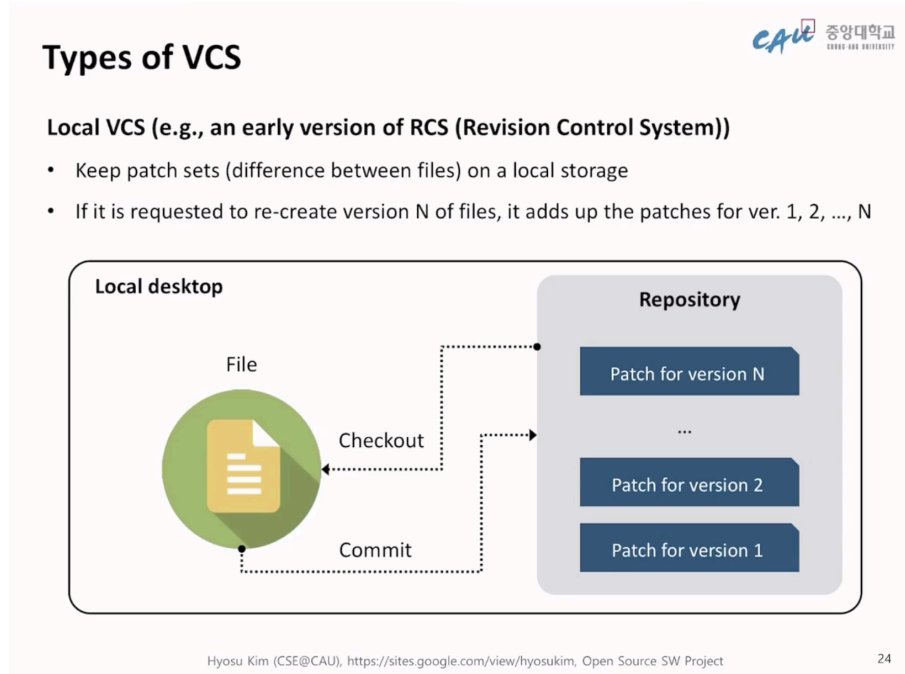 Types of VCS
CAU 중앙대학교
CHUNG-ANG UNIVERSITY
Local VCS (e.g., an early version of RCS (Revision Control System))
• Keep patch sets (difference between files) on a local storage
• If it is requested to re-create version N of files, it adds up the patches for ver. 1, 2, ..., N
Local desktop
Repository
File
Patch for version N
Checkout
...
Patch for version 2
Commit
Patch for version 1
Hyosu Kim (CSE@CAU), https://sites.google.com/view/hyosukim, Open Source SW Project
24